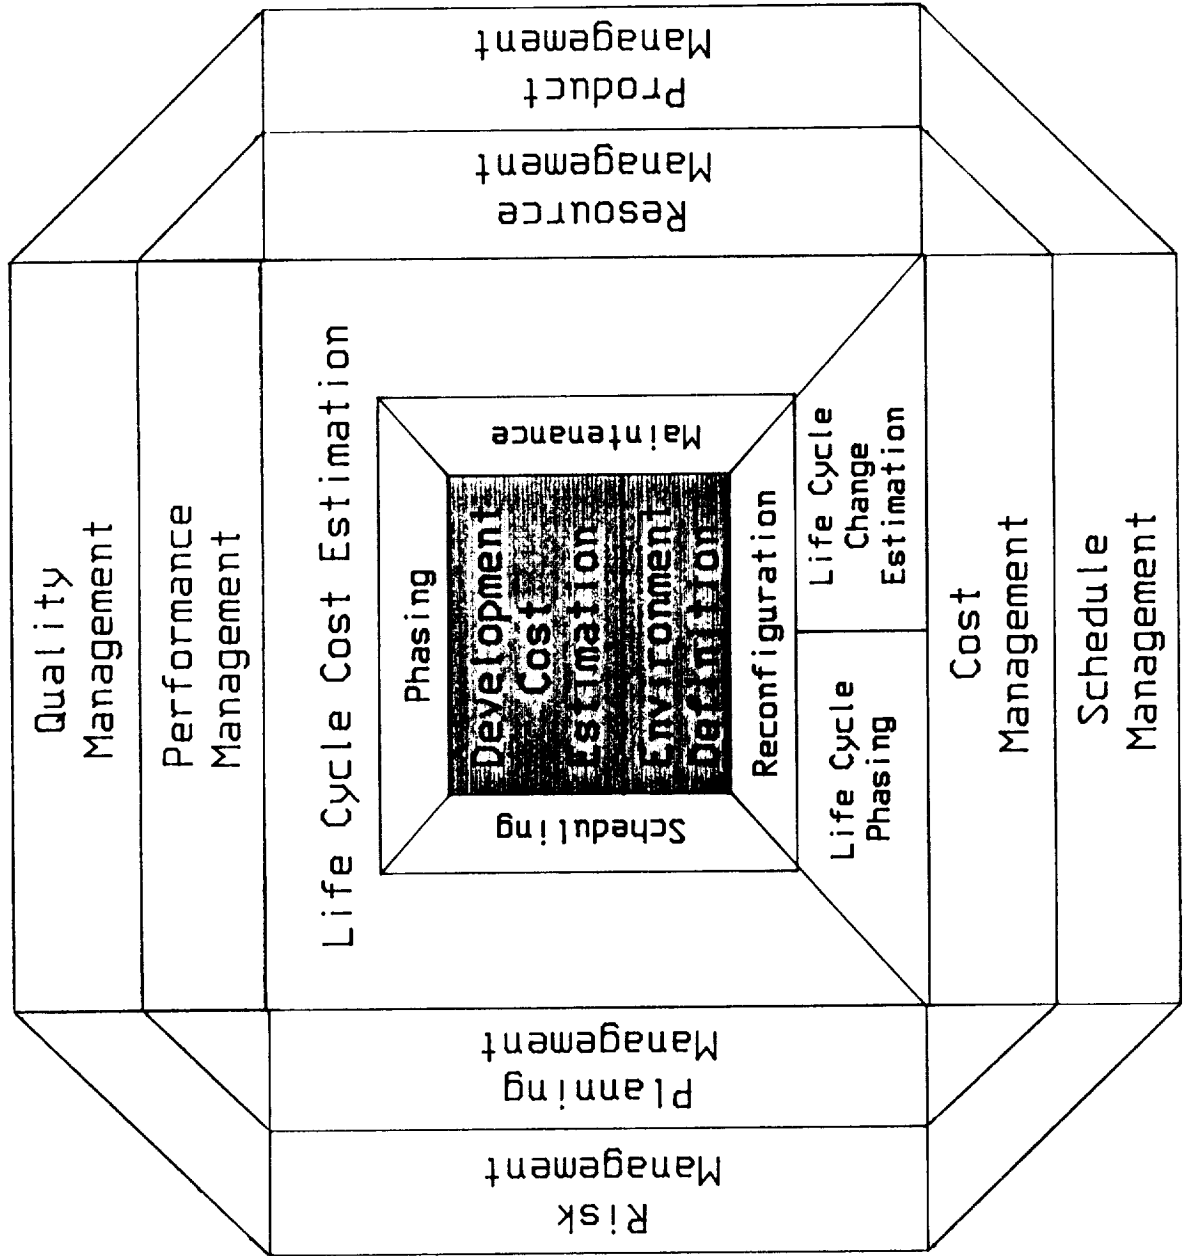 Quality
Management
Performance
Management
Life Cycle Cost Estimation
Phasing
Development
Cost
Estimation
Environment
Definition
Reconfiguration
Scheduling
Maintenance
Life Cycle
Phasing
Life Cycle
Change
Estimation
Cost
Management
Schedule
Management
Risk
Management
Planning
Management
Resource
Management
Product
Management